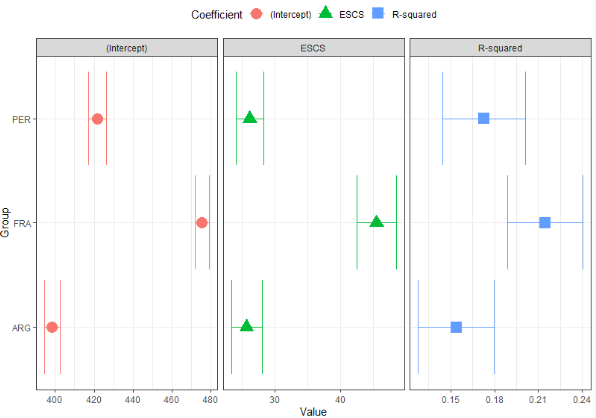 Coefficient (Intercept) ESCS R-squared
(Intercept) ESCS R-squared
PER
FRA
ARG
Group
400 420 440 460 480 30 40 0.15 0.18 0.21 0.24
Value